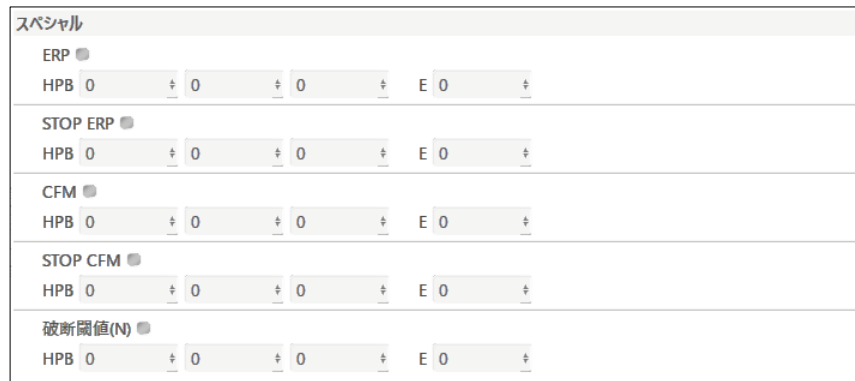 スペシャル
ERP
HPB 0 0 0 E 0
STOP ERP
HPB 0 0 0 E 0
CFM
HPB 0 0 0 E 0
STOP CFM
HPB 0 0 0 E 0
破断閾値(N)
HPB 0 0 0 E 0